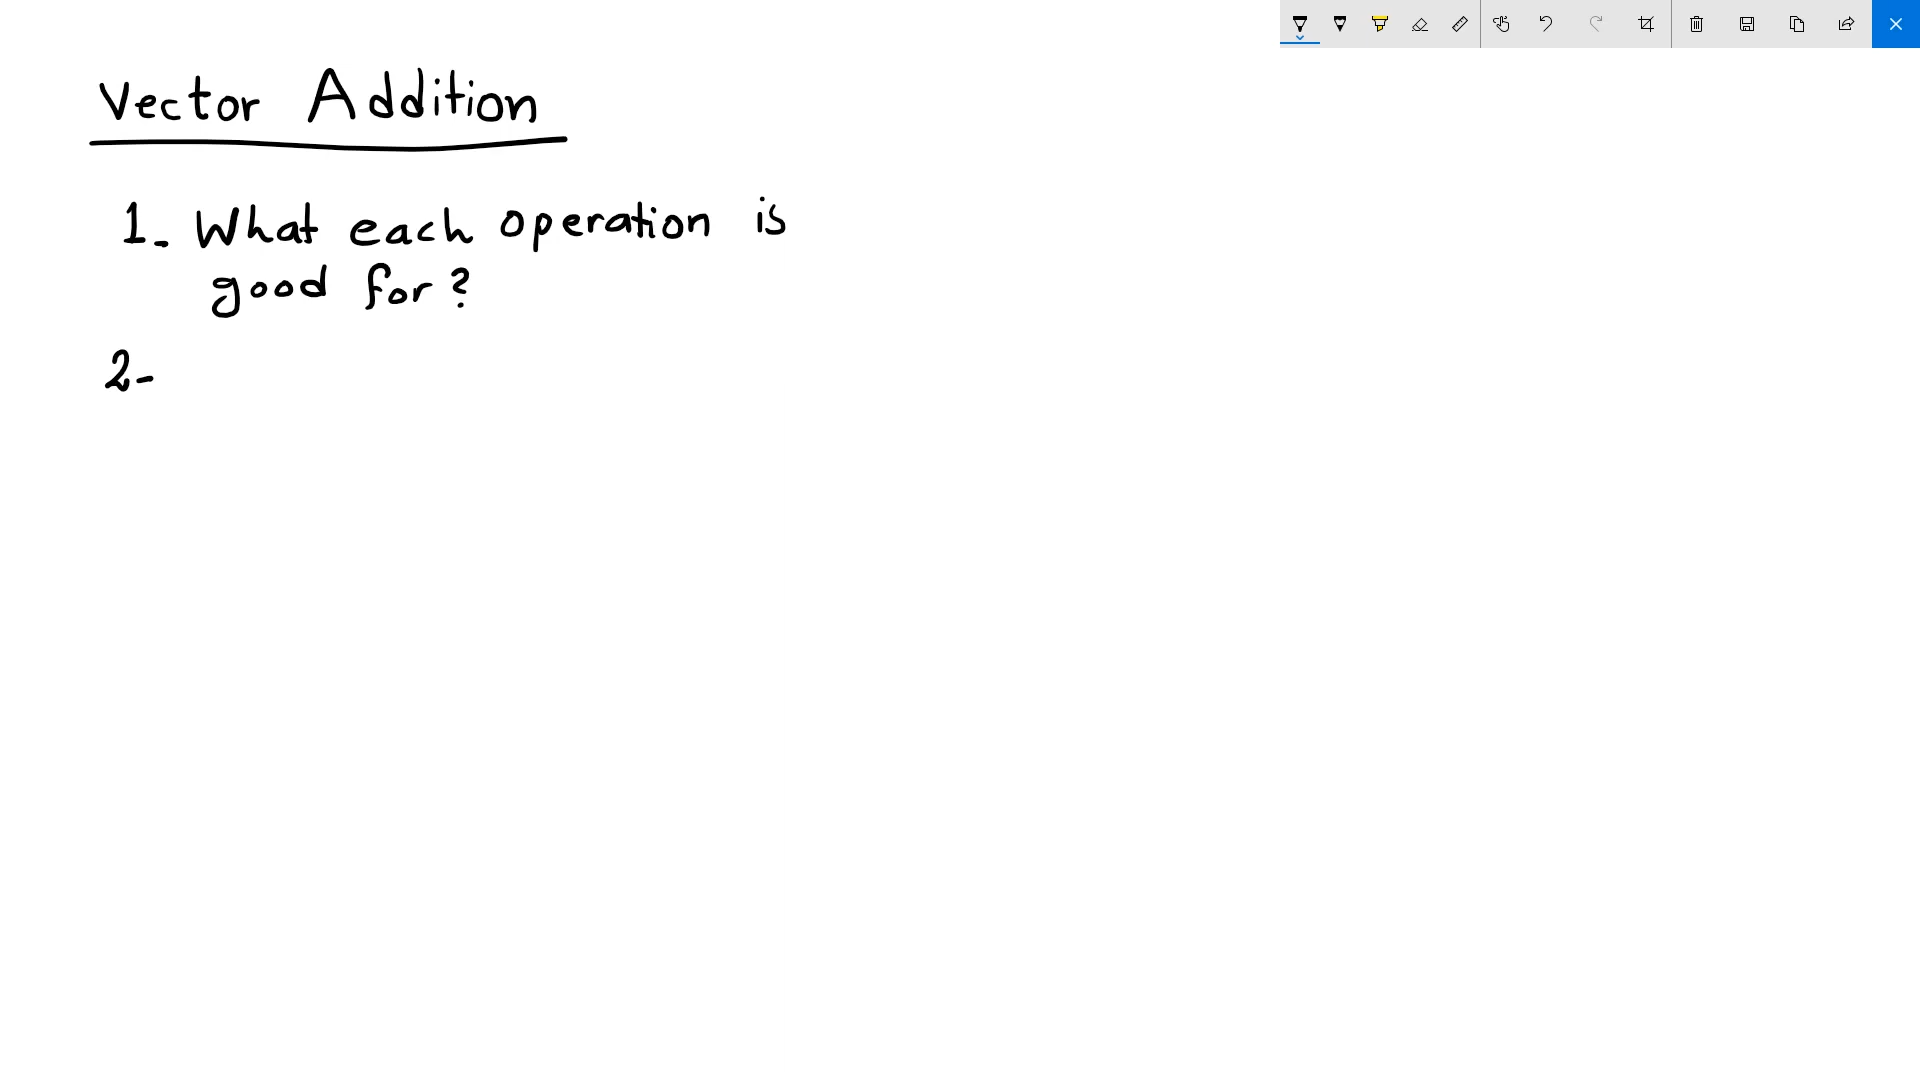 Vector Addition
1- What each operation is
good for?
2-